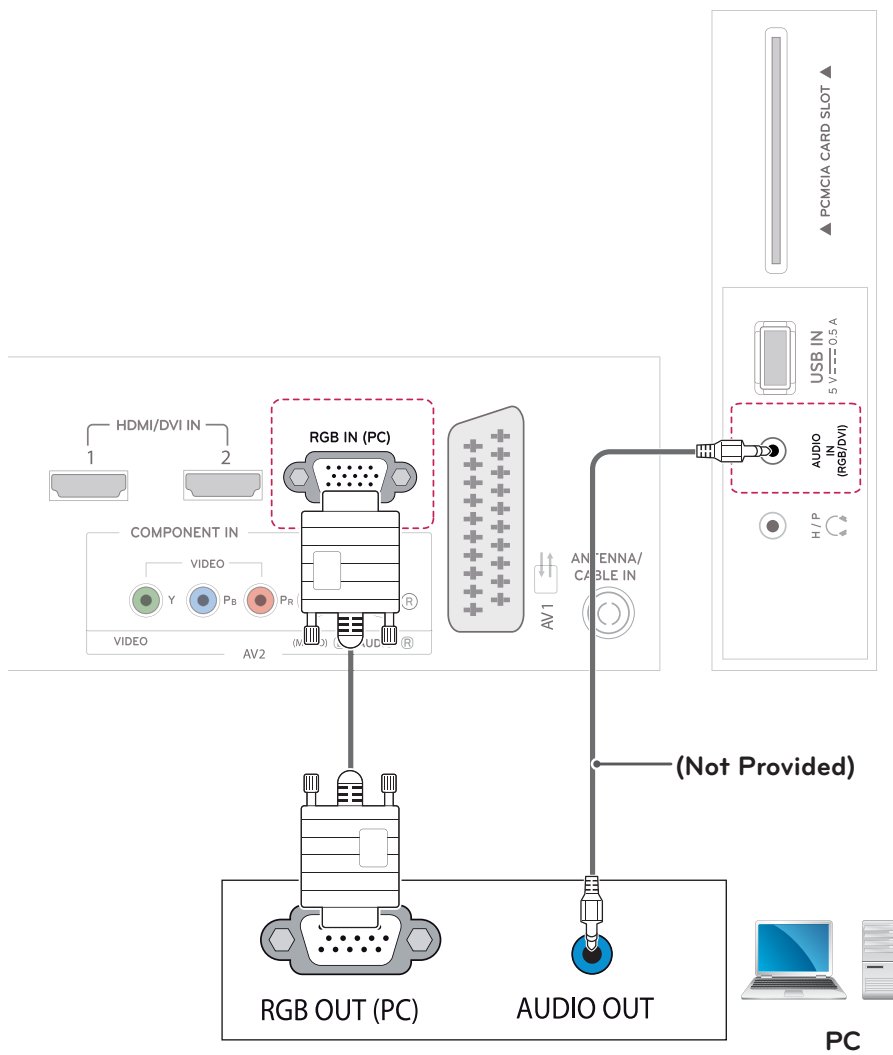 ▲ PCMCIA CARD SLOT ▲
USB IN
5 V 0.5 A
AUDIO
IN
(RGB/DVI)
H / P
HDMI/DVI IN
1
2
RGB IN (PC)
COMPONENT IN
VIDEO
Y
PB
PR
R
VIDEO
AV2
R
AV1
ANTENNA/
CABLE IN
(Not Provided)
RGB OUT (PC)
AUDIO OUT
PC